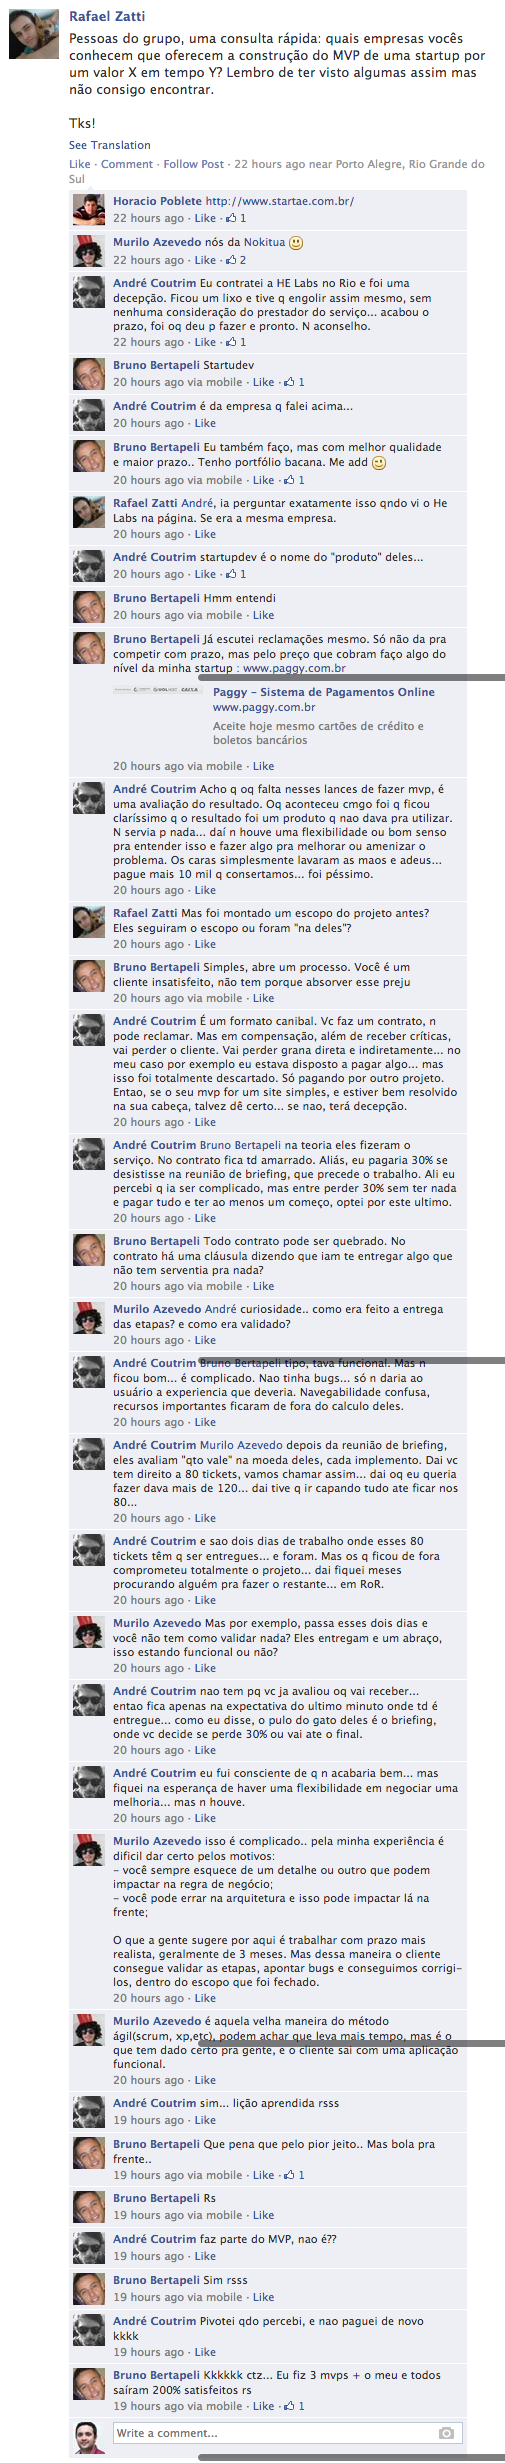 Rafael Zatti
Pessoas do grupo, uma consulta rápida: quais empresas vocês
conhecem que oferecem a construção do MVP de uma startup por
um valor X em tempo Y? Lembro de ter visto algumas assim mas
não consigo encontrar.
Tks!
See Translation
Like · Comment · Follow Post · 22 hours ago near Porto Alegre, Rio Grande do
Sul
Horacio Poblete http://www.startae.com.br/
22 hours ago · Like · 1
Murilo Azevedo nós da Nokitua
22 hours ago · Like · 2
André Coutrim Eu contratei a HE Labs no Rio e foi uma
decepção. Ficou um lixo e tive q engolir assim mesmo, sem
nenhuma consideração do prestador do serviço... acabou o
prazo, foi oq deu p fazer e pronto. N aconselho.
22 hours ago · Like · 1
Bruno Bertapeli Startudev
20 hours ago via mobile · Like · 1
André Coutrim é da empresa q falei acima...
20 hours ago · Like
Bruno Bertapeli Eu também faço, mas com melhor qualidade
e maior prazo.. Tenho portfólio bacana. Me add
20 hours ago via mobile · Like · 1
Rafael Zatti André, ia perguntar exatamente isso qndo vi o He
Labs na página. Se era a mesma empresa.
20 hours ago · Like
André Coutrim startupdev é o nome do "produto" deles...
20 hours ago · Like · 1
Bruno Bertapeli Hmm entendi
20 hours ago via mobile · Like
Bruno Bertapeli Já escutei reclamações mesmo. Só não da pra
competir com prazo, mas pelo preço que cobram faço algo do
nível da minha startup : www.paggy.com.br
Paggy – Sistema de Pagamentos Online
www.paggy.com.br
Aceite hoje mesmo cartões de crédito e
boletos bancários
20 hours ago via mobile · Like
André Coutrim Acho q oq falta nesses lances de fazer mvp, é
uma avaliação do resultado. Oq aconteceu cmgo foi q ficou
claríssimo q o resultado foi um produto q nao dava pra utilizar.
N servia p nada... daí n houve uma flexibilidade ou bom senso
pra entender isso e fazer algo pra melhorar ou amenizar o
problema. Os caras simplesmente lavaram as maos e adeus...
pague mais 10 mil q consertamos... foi péssimo.
20 hours ago · Like
Rafael Zatti Mas foi montado um escopo do projeto antes?
Eles seguiram o escopo ou foram "na deles"?
20 hours ago · Like
Bruno Bertapeli Simples, abre um processo. Você é um
cliente insatisfeito, não tem porque absorver esse preju
20 hours ago via mobile · Like
André Coutrim É um formato canibal. Vc faz um contrato, n
pode reclamar. Mas em compensação, além de receber críticas,
vai perder o cliente. Vai perder grana direta e indiretamente... no
meu caso por exemplo eu estava disposto a pagar algo... mas
isso foi totalmente descartado. Só pagando por outro projeto.
Entao, se o seu mvp for um site simples, e estiver bem resolvido
na sua cabeça, talvez dê certo... se nao, terá decepção.
20 hours ago · Like
André Coutrim Bruno Bertapeli na teoria eles fizeram o
serviço. No contrato fica td amarrado. Aliás, eu pagaria 30% se
desistisse na reunião de briefing, que precede o trabalho. Ali eu
percebi q ia ser complicado, mas entre perder 30% sem ter nada
e pagar tudo e ter ao menos um começo, optei por este ultimo.
20 hours ago · Like
Bruno Bertapeli Todo contrato pode ser quebrado. No
contrato há uma cláusula dizendo que iam te entregar algo que
não tem serventia pra nada?
20 hours ago via mobile · Like
Murilo Azevedo André curiosidade.. como era feito a entrega
das etapas? e como era validado?
20 hours ago · Like
André Coutrim Bruno Bertapeli tipo, tava funcional. Mas n
ficou bom... é complicado. Nao tinha bugs... só n daria ao
usuário a experiencia que deveria. Navegabilidade confusa,
recursos importantes ficaram de fora do calculo deles.
20 hours ago · Like
André Coutrim Murilo Azevedo depois da reunião de briefing,
eles avaliam "qto vale" na moeda deles, cada implemento. Dai vc
tem direito a 80 tickets, vamos chamar assim... dai oq eu queria
fazer dava mais de 120... dai tive q ir capando tudo ate ficar nos
80...
20 hours ago · Like
André Coutrim e sao dois dias de trabalho onde esses 80
tickets têm q ser entregues... e foram. Mas os q ficou de fora
comprometeu totalmente o projeto... dai fiquei meses
procurando alguém pra fazer o restante... em RoR.
20 hours ago · Like
Murilo Azevedo Mas por exemplo, passa esses dois dias e
você não tem como validar nada? Eles entregam e um abraço,
isso estando funcional ou não?
20 hours ago · Like
André Coutrim nao tem pq vc ja avaliou oq vai receber...
entao fica apenas na expectativa do ultimo minuto onde td é
entregue... como eu disse, o pulo do gato deles é o briefing,
onde vc decide se perde 30% ou vai ate o final.
20 hours ago · Like
André Coutrim eu fui consciente de q n acabaria bem... mas
fiquei na esperança de haver uma flexibilidade em negociar uma
melhoria... mas n houve.
20 hours ago · Like
Murilo Azevedo isso é complicado.. pela minha experiência é
dificil dar certo pelos motivos:
– você sempre esquece de um detalhe ou outro que podem
impactar na regra de negócio;
– você pode errar na arquitetura e isso pode impactar lá na
frente;
O que a gente sugere por aqui é trabalhar com prazo mais
realista, geralmente de 3 meses. Mas dessa maneira o cliente
consegue validar as etapas, apontar bugs e conseguimos corrigi-
los, dentro do escopo que foi fechado.
20 hours ago · Like
Murilo Azevedo é aquela velha maneira do método
ágil(scrum, xp,etc), podem achar que leva mais tempo, mas é o
que tem dado certo pra gente, e o cliente sai com uma aplicação
funcional.
20 hours ago · Like
André Coutrim sim... lição aprendida rsss
19 hours ago · Like
Bruno Bertapeli Que pena que pelo pior jeito.. Mas bola pra
frente..
19 hours ago via mobile · Like · 1
Bruno Bertapeli Rs
19 hours ago via mobile · Like
André Coutrim faz parte do MVP, nao é??
19 hours ago · Like
Bruno Bertapeli Sim rsss
19 hours ago via mobile · Like
André Coutrim Pivotei qdo percebi, e nao paguei de novo
kkkk
19 hours ago · Like
Bruno Bertapeli Kkkkkk ctz... Eu fiz 3 mvps + o meu e todos
saíram 200% satisfeitos rs
19 hours ago via mobile · Like · 1
Write a comment...